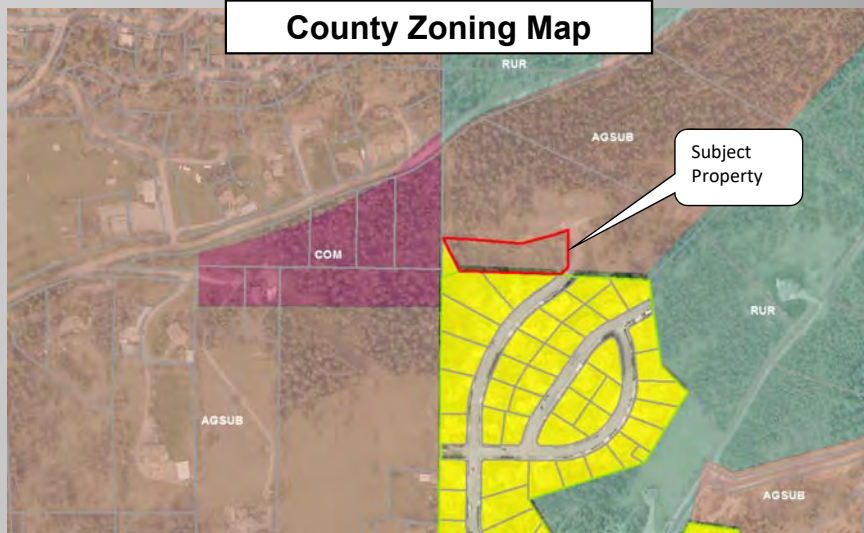 County Zoning Map
RUR
AGSUB
Subject
Property
COM
RUR
AGSUB
AGSUB